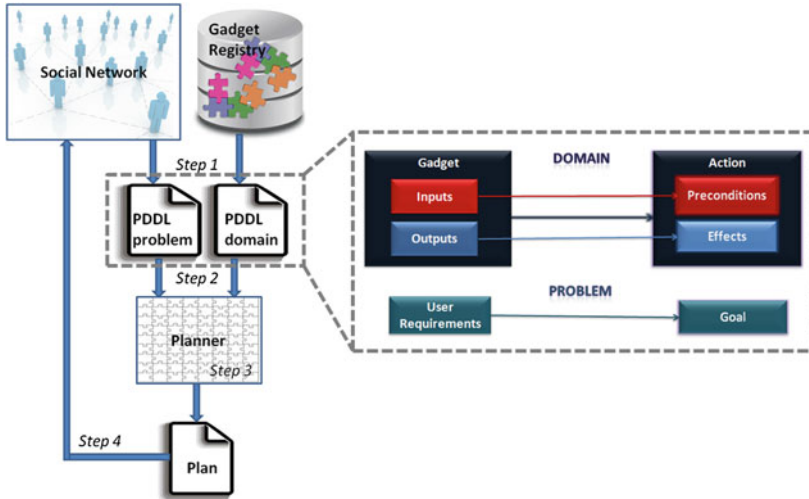 Social Network
Gadget
Registry
Step 1
PDDL
problem
PDDL
domain
Step 2
Planner
Step 3
Step 4
Plan
Gadget
DOMAIN
Action
Inputs
Preconditions
Outputs
Effects
PROBLEM
User
Requirements
Goal